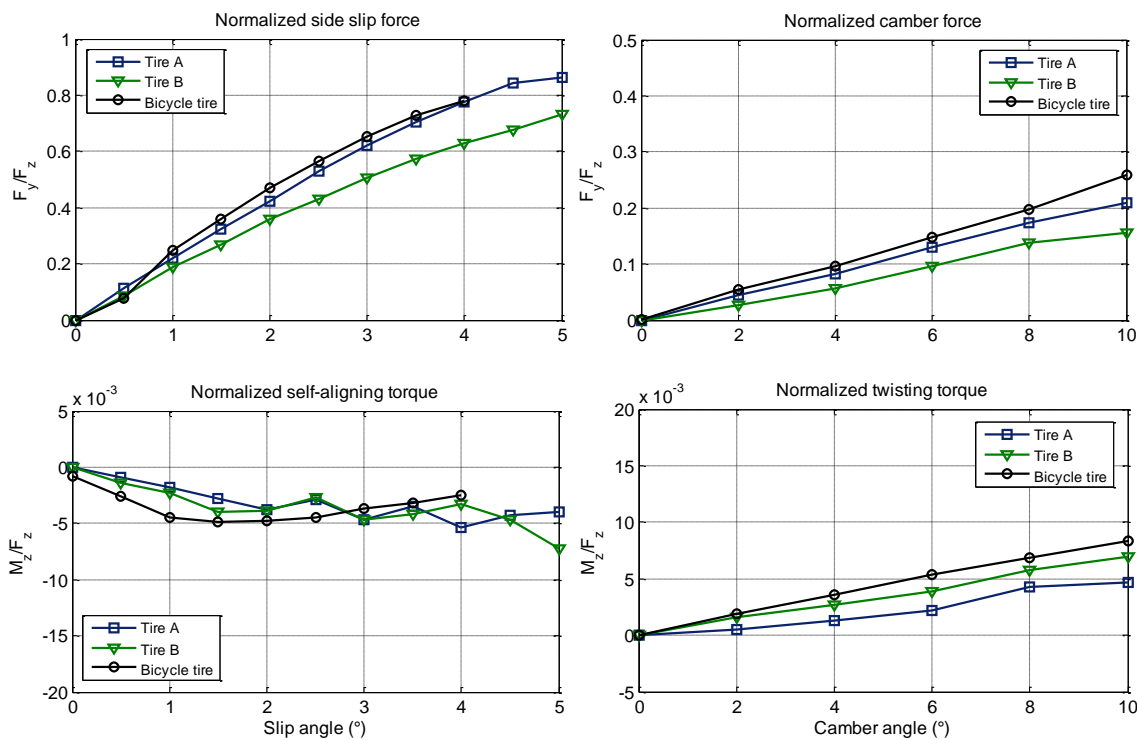 Normalized side slip force
1
0.8
0.6
0.4
0.2
0
F_y/F_z
Tire A
Tire B
Bicycle tire
0 1 2 3 4 5
Normalized camber force
0.5
0.4
0.3
0.2
0.1
0
F_y/F_z
Tire A
Tire B
Bicycle tire
0 2 4 6 8 10
Normalized self-aligning torque
x 10^-3
5
0
-5
-10
-15
-20
M_z/F_z
Tire A
Tire B
Bicycle tire
0 1 2 3 4 5
Slip angle (°)
Normalized twisting torque
x 10^-3
20
15
10
5
0
-5
M_z/F_z
Tire A
Tire B
Bicycle tire
0 2 4 6 8 10
Camber angle (°)